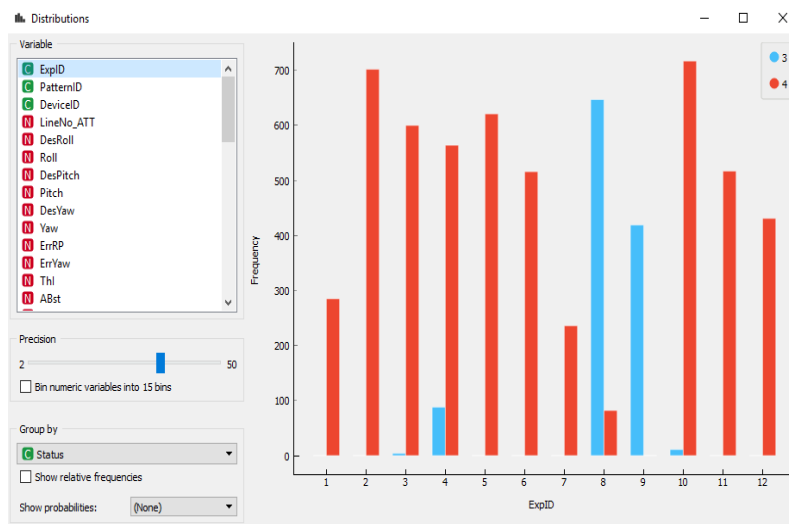 Distributions
Variable
C ExpID
C PatternID
C DeviceID
N LineNo_ATT
N DesRoll
N Roll
N DesPitch
N Pitch
N DesYaw
N Yaw
N ErrRP
N ErrYaw
N ThI
N ABst
Precision
2 50
Bin numeric variables into 15 bins
Group by
C Status
Show relative frequencies
Show probabilities: (None)
700
600
500
400
300
200
100
0
Frequency
1 2 3 4 5 6 7 8 9 10 11 12
ExpID
3
4